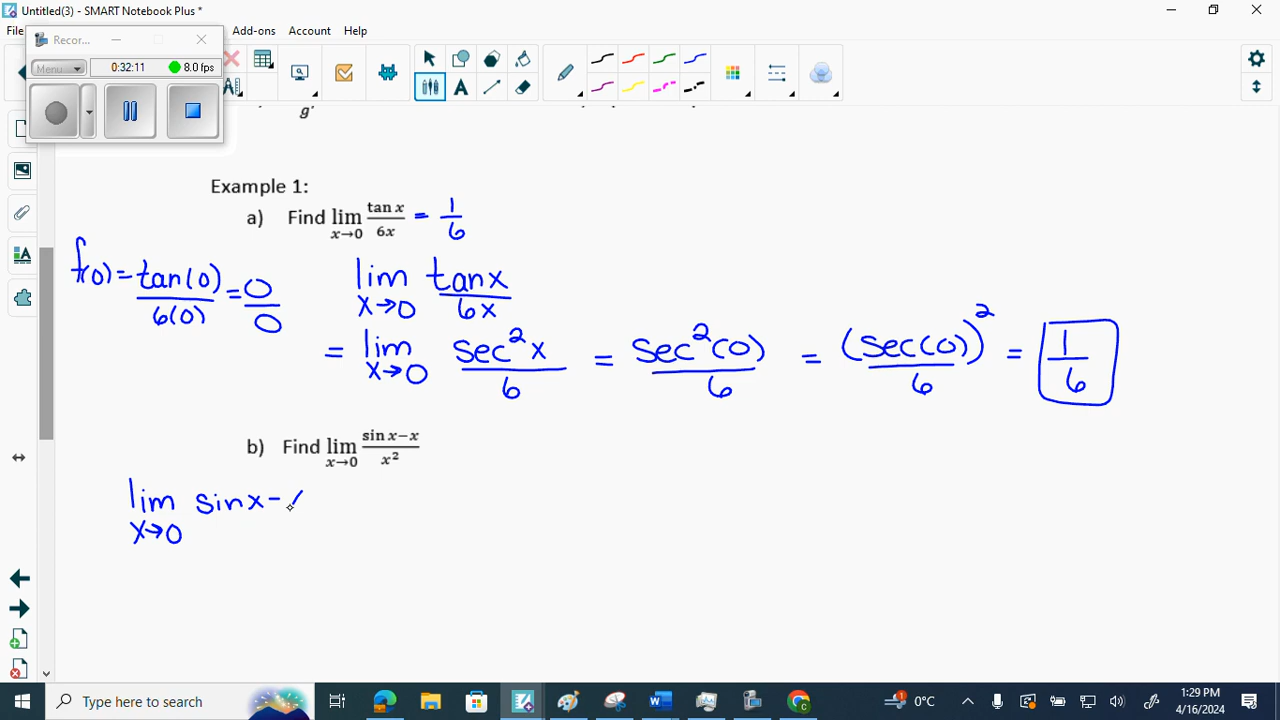 Untitled(3) - SMART Notebook Plus *
File Add-ons Account Help
Recor...
Menu 0:32:11 8.0 fps
g'
Example 1:
a) Find lim x→0 tan x / 6x = 1/6
f(0) = tan(0) / 6(0) = 0/0
lim x→0 tanx / 6x
= lim x→0 sec²x / 6 = sec²(0) / 6 = (sec(0))² / 6 = 1/6
b) Find lim x→0 sin x−x / x²
lim x→0 sinx -
Type here to search
0°C
1:29 PM
4/16/2024